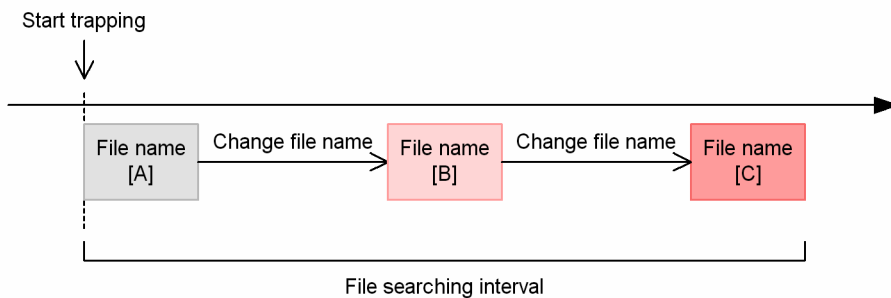 Start trapping
File name
[A]
Change file name
File name
[B]
Change file name
File name
[C]
File searching interval